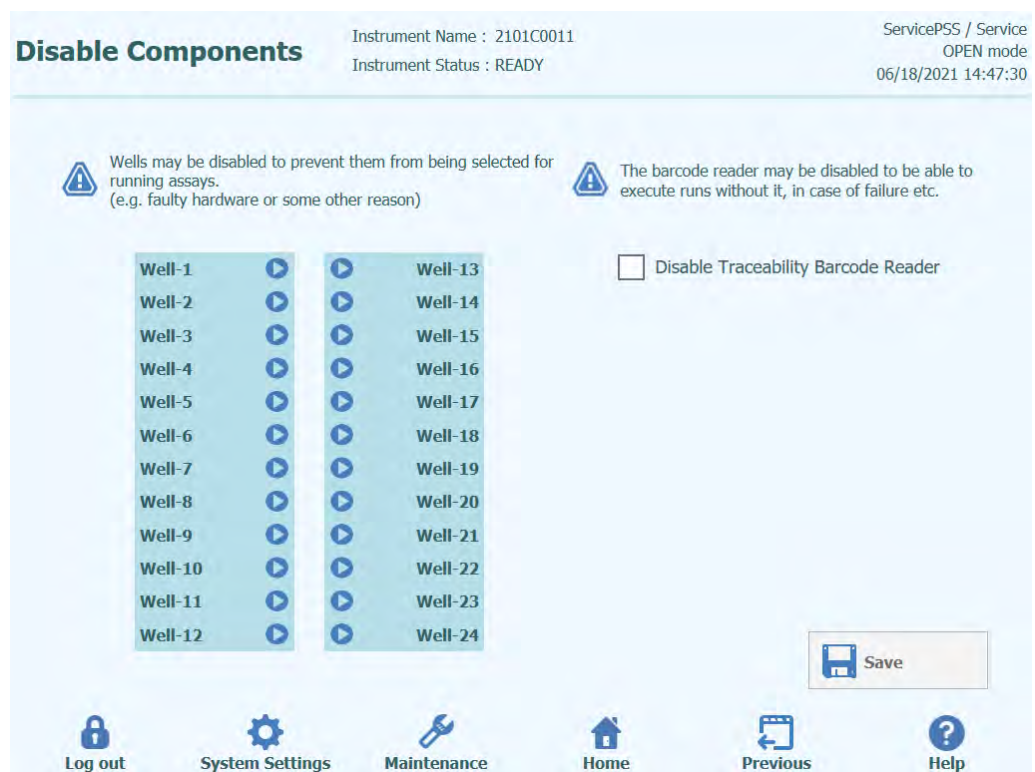 Disable Components
Instrument Name : 2101C0011
Instrument Status : READY
ServicePSS / Service
OPEN mode
06/18/2021 14:47:30
Wells may be disabled to prevent them from being selected for
running assays.
(e.g. faulty hardware or some other reason)
The barcode reader may be disabled to be able to
execute runs without it, in case of failure etc.
Well-1 Well-13
Well-2 Well-14
Well-3 Well-15
Well-4 Well-16
Well-5 Well-17
Well-6 Well-18
Well-7 Well-19
Well-8 Well-20
Well-9 Well-21
Well-10 Well-22
Well-11 Well-23
Well-12 Well-24
Disable Traceability Barcode Reader
Save
Log out System Settings Maintenance Home Previous Help